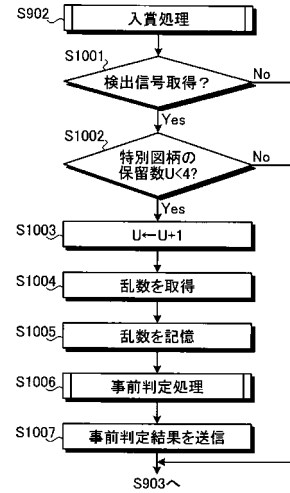 S902
入賞処理
S1001
検出信号取得？
No
Yes
S1002
特別図柄の
保留数U<4?
No
Yes
S1003
U←U+1
S1004
乱数を取得
S1005
乱数を記憶
S1006
事前判定処理
S1007
事前判定結果を送信
S903へ